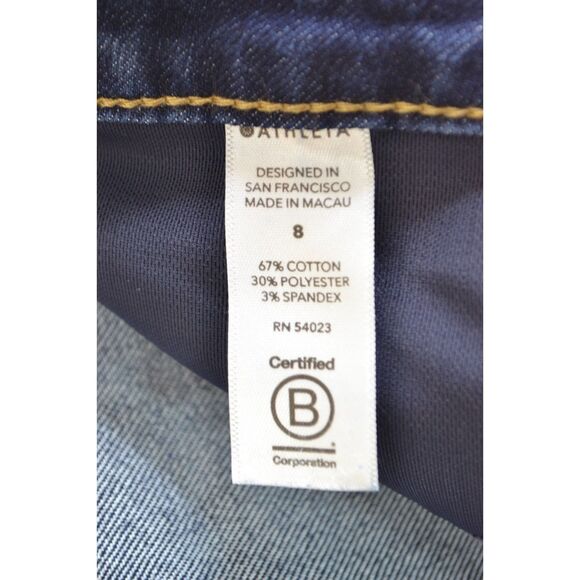 ATHLETA
DESIGNED IN
SAN FRANCISCO
MADE IN MACAU
8
67% COTTON
30% POLYESTER
3% SPANDEX
RN 54023
Certified
B
Corporation